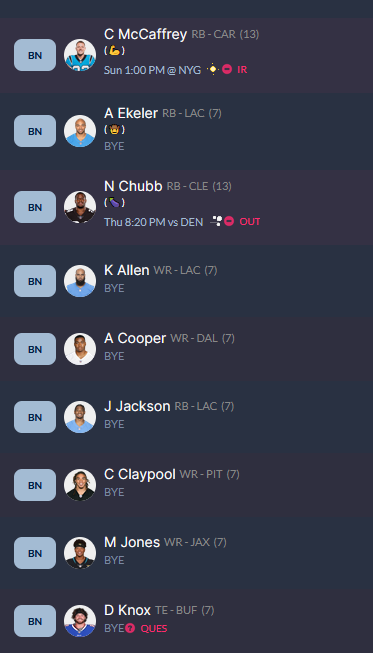 C McCaffrey RB - CAR (13)
BN
(💪)
Sun 1:00 PM @ NYG IR
A Ekeler RB - LAC (7)
BN
BYE
N Chubb RB - CLE (13)
BN
(🍆)
Thu 8:20 PM vs DEN OUT
K Allen WR - LAC (7)
BN
BYE
A Cooper WR - DAL (7)
BN
BYE
J Jackson RB - LAC (7)
BN
BYE
C Claypool WR - PIT (7)
BN
BYE
M Jones WR - JAX (7)
BN
BYE
D Knox TE - BUF (7)
BN
BYE QUES